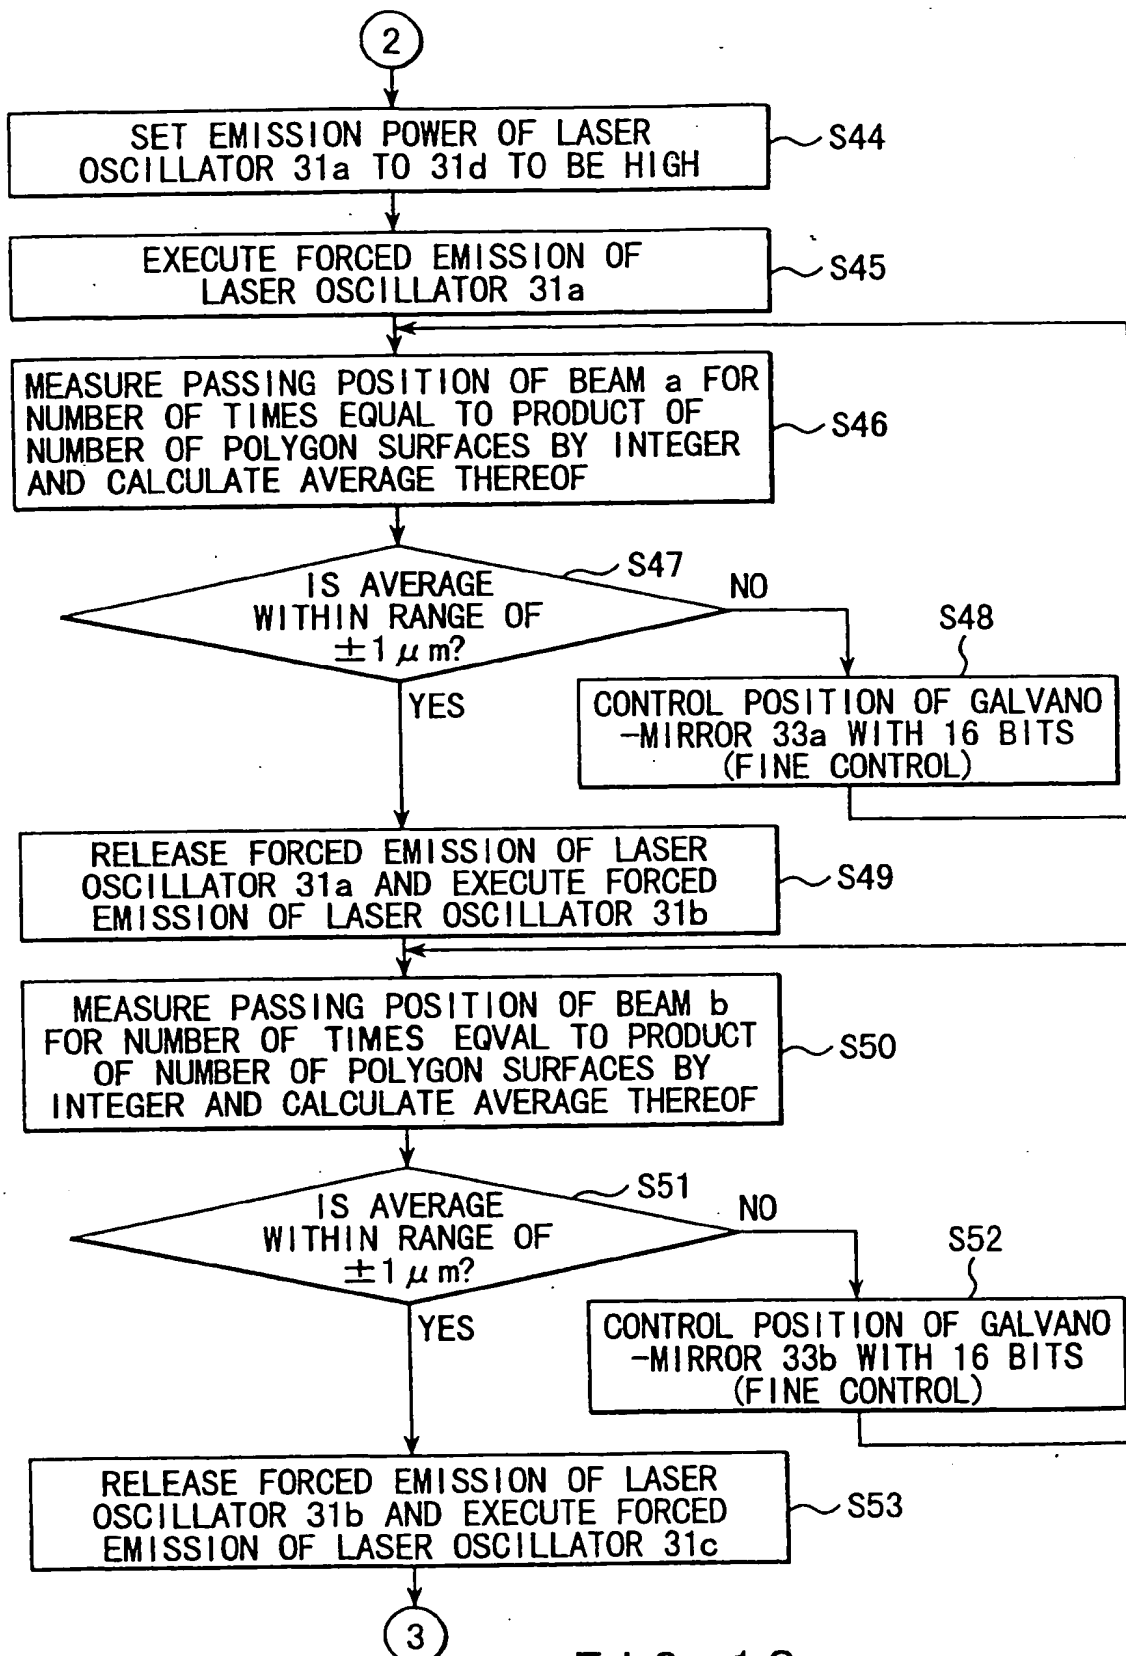 2
SET EMISSION POWER OF LASER
OSCILLATOR 31a TO 31d TO BE HIGH
S44
EXECUTE FORCED EMISSION OF
LASER OSCILLATOR 31a
S45
MEASURE PASSING POSITION OF BEAM a FOR
NUMBER OF TIMES EQUAL TO PRODUCT OF
NUMBER OF POLYGON SURFACES BY INTEGER
AND CALCULATE AVERAGE THEREOF
S46
IS AVERAGE
WITHIN RANGE OF
±1μm?
S47
NO
S48
YES
CONTROL POSITION OF GALVANO
-MIRROR 33a WITH 16 BITS
(FINE CONTROL)
RELEASE FORCED EMISSION OF LASER
OSCILLATOR 31a AND EXECUTE FORCED
EMISSION OF LASER OSCILLATOR 31b
S49
MEASURE PASSING POSITION OF BEAM b
FOR NUMBER OF TIMES EQVAL TO PRODUCT
OF NUMBER OF POLYGON SURFACES BY
INTEGER AND CALCULATE AVERAGE THEREOF
S50
IS AVERAGE
WITHIN RANGE OF
±1μm?
S51
NO
S52
YES
CONTROL POSITION OF GALVANO
-MIRROR 33b WITH 16 BITS
(FINE CONTROL)
RELEASE FORCED EMISSION OF LASER
OSCILLATOR 31b AND EXECUTE FORCED
EMISSION OF LASER OSCILLATOR 31c
S53
3